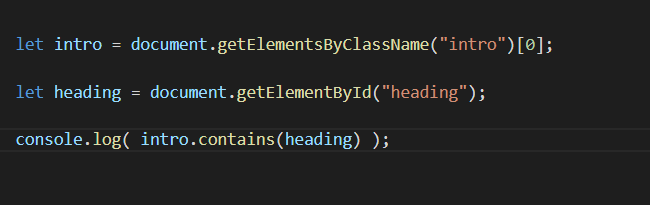 let intro = document.getElementsByClassName("intro")[0];
let heading = document.getElementById("heading");
console.log( intro.contains(heading) );